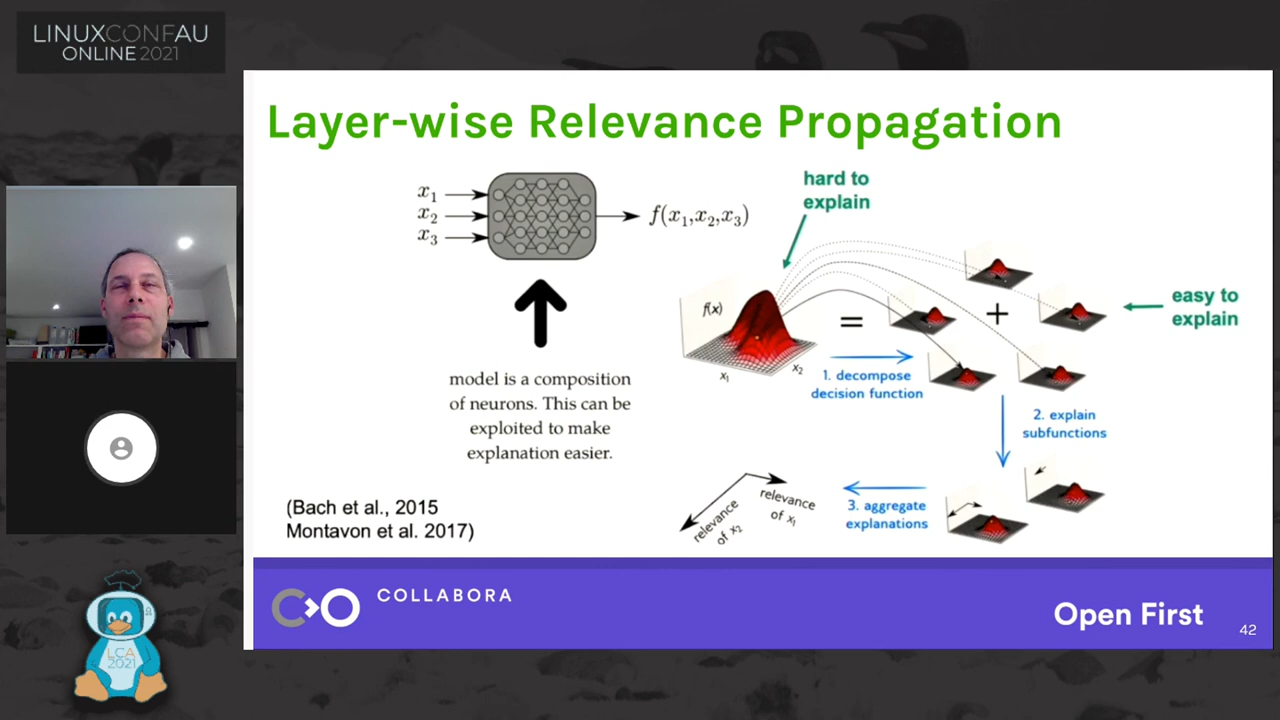 LINUXCONFAU
ONLINE 2021
Layer-wise Relevance Propagation
x₁
x₂
x₃
f(x₁,x₂,x₃)
model is a composition
of neurons. This can be
exploited to make
explanation easier.
(Bach et al., 2015
Montavon et al. 2017)
hard to
explain
f(x)
x₁
x₂
=
+
easy to
explain
1. decompose
decision function
2. explain
subfunctions
3. aggregate
explanations
relevance
of x₁
relevance
of x₂
COLLABORA
Open First
42
LCA
2021